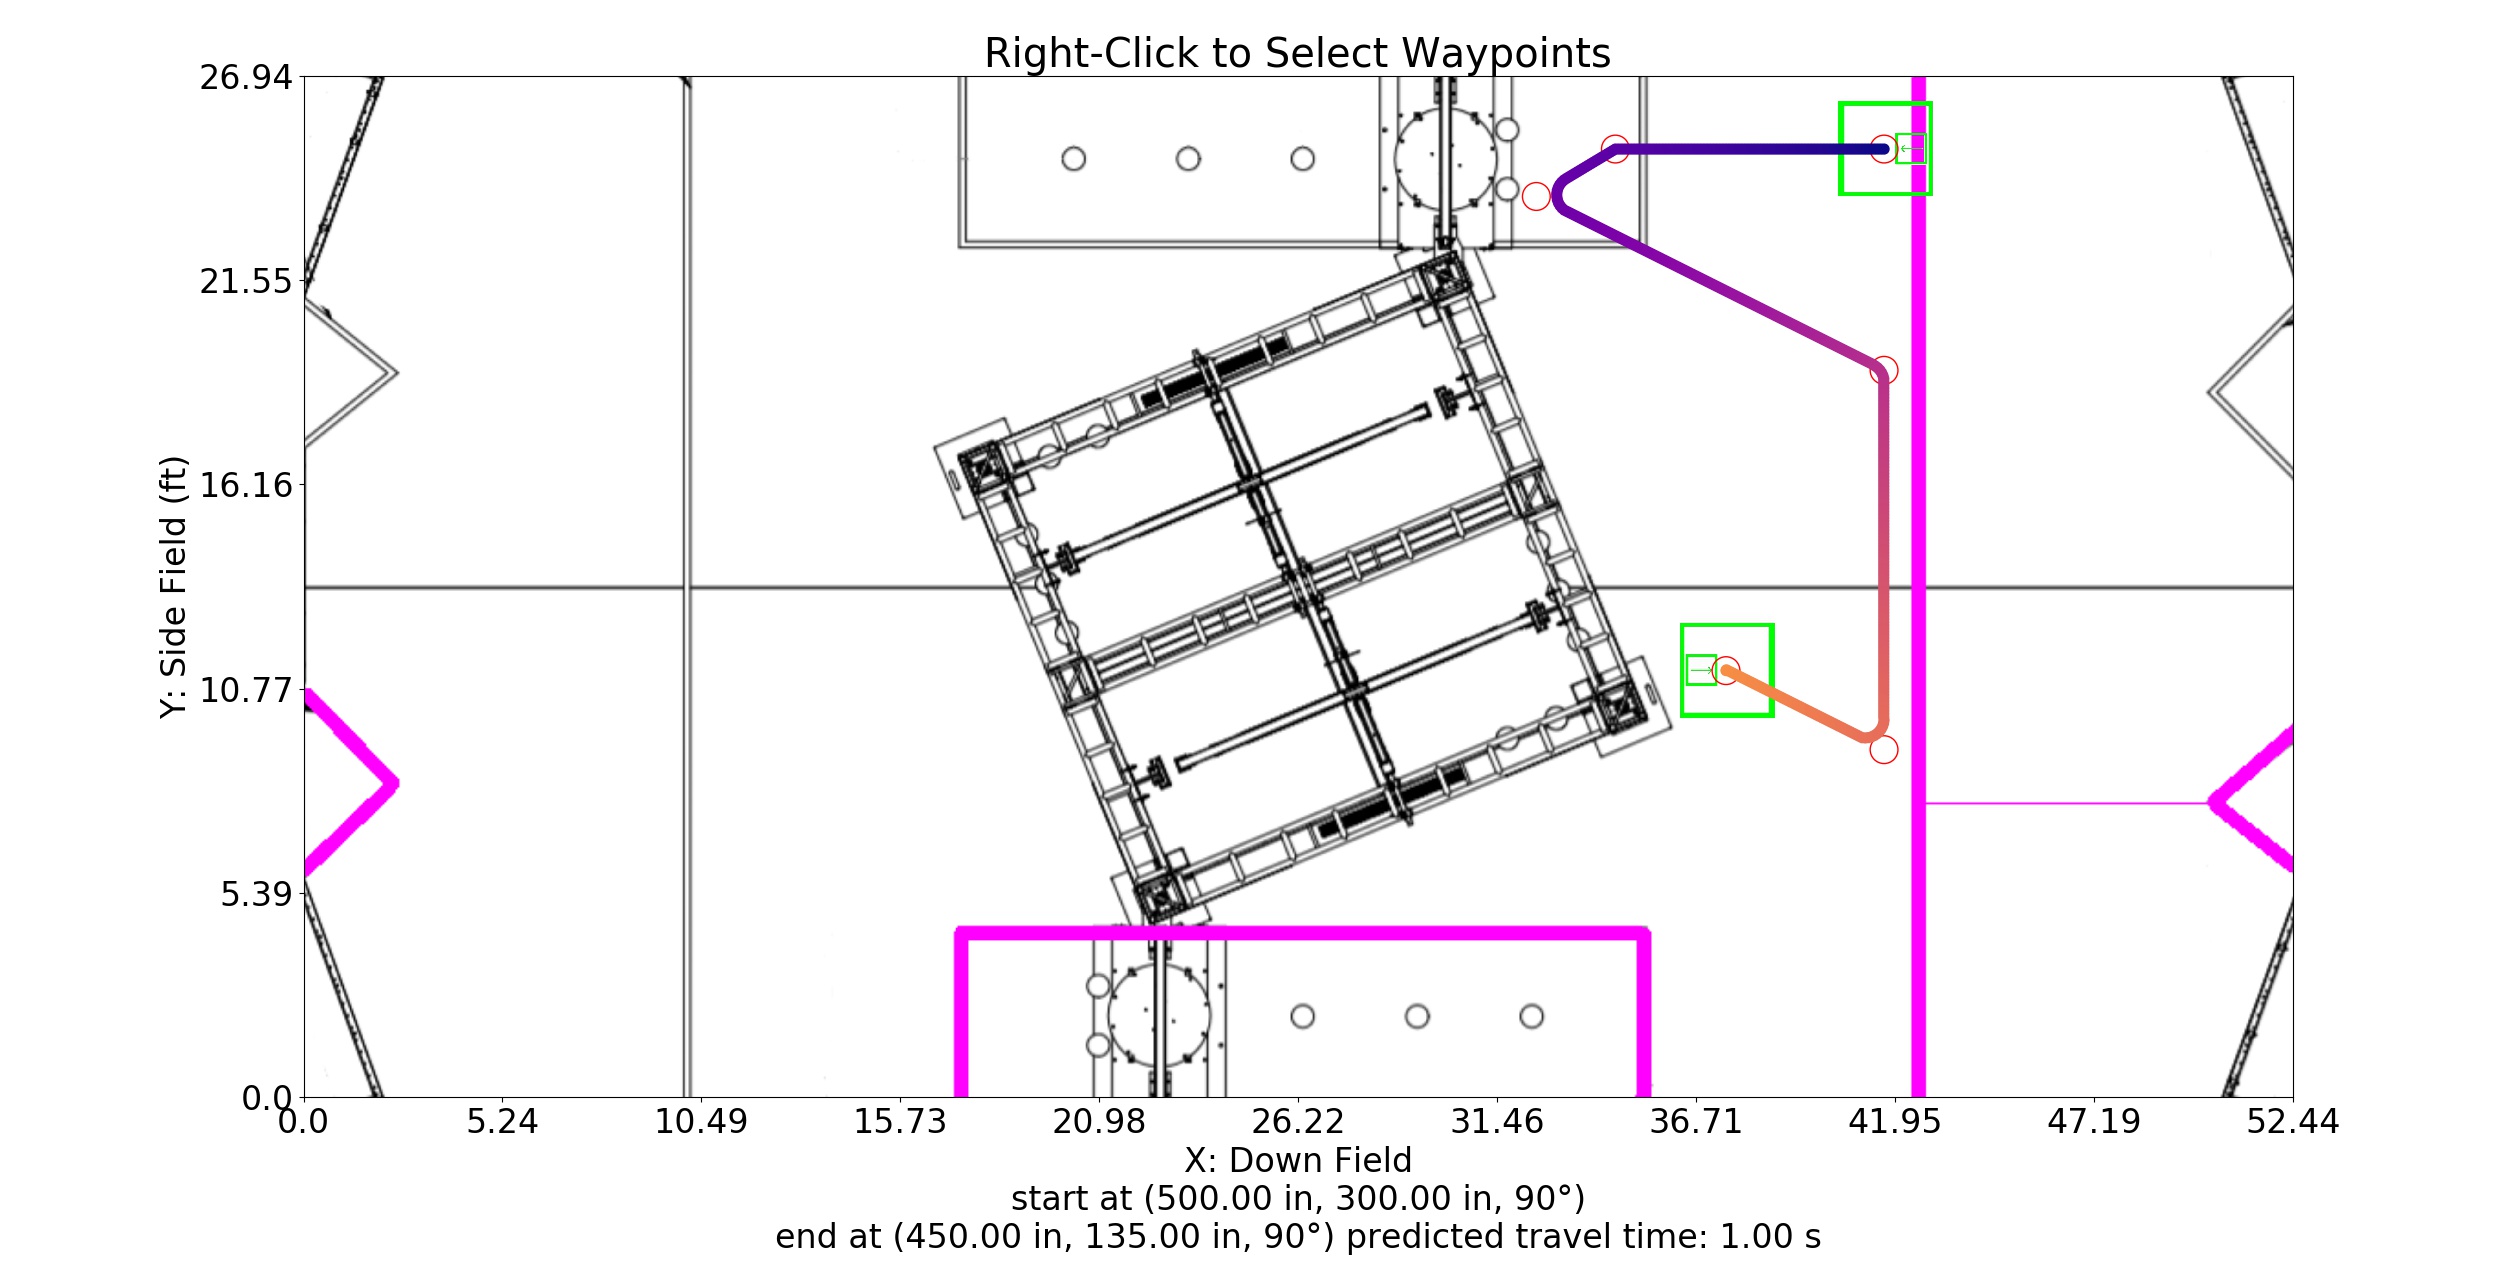 Right-Click to Select Waypoints
26.94
21.55
16.16
10.77
5.39
0.0
Y: Side Field (ft)
0.0 5.24 10.49 15.73 20.98 26.22 31.46 36.71 41.95 47.19 52.44
X: Down Field
start at (500.00 in, 300.00 in, 90°)
end at (450.00 in, 135.00 in, 90°) predicted travel time: 1.00 s